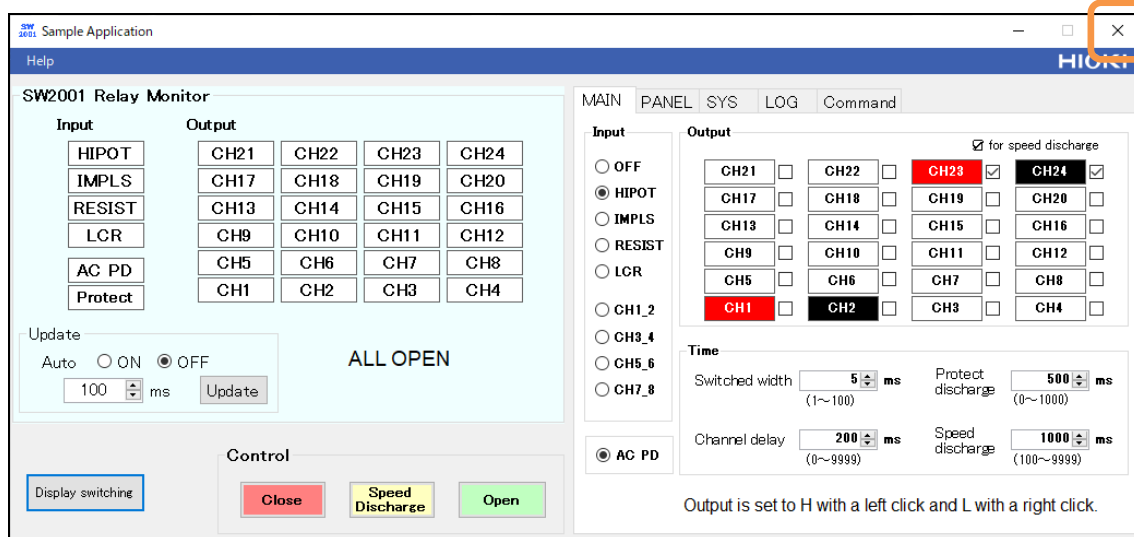 SW
2001 Sample Application
Help
HIOKI
SW2001 Relay Monitor
Input Output
HIPOT CH21 CH22 CH23 CH24
IMPLS CH17 CH18 CH19 CH20
RESIST CH13 CH14 CH15 CH16
LCR CH9 CH10 CH11 CH12
AC PD CH5 CH6 CH7 CH8
Protect CH1 CH2 CH3 CH4
Update
Auto ON OFF
100 ms Update
ALL OPEN
Display switching
Control
Close Speed Discharge Open
MAIN PANEL SYS LOG Command
Input
OFF
HIPOT
IMPLS
RESIST
LCR
CH1_2
CH3_4
CH5_6
CH7_8
AC PD
Output
for speed discharge
CH21 CH22 CH23 CH24
CH17 CH18 CH19 CH20
CH13 CH14 CH15 CH16
CH9 CH10 CH11 CH12
CH5 CH6 CH7 CH8
CH1 CH2 CH3 CH4
Time
Switched width 5 ms
(1~100)
Protect discharge 500 ms
(0~1000)
Channel delay 200 ms
(0~9999)
Speed discharge 1000 ms
(100~9999)
Output is set to H with a left click and L with a right click.